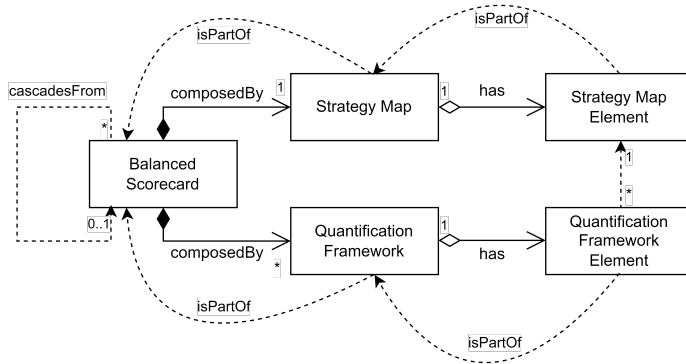 isPartOf
isPartOf
cascadesFrom
composedBy
1
Strategy Map
1
has
Strategy Map
Element
*
1
Balanced
Scorecard
*
0..1
composedBy
*
Quantification
Framework
1
has
Quantification
Framework
Element
isPartOf
isPartOf